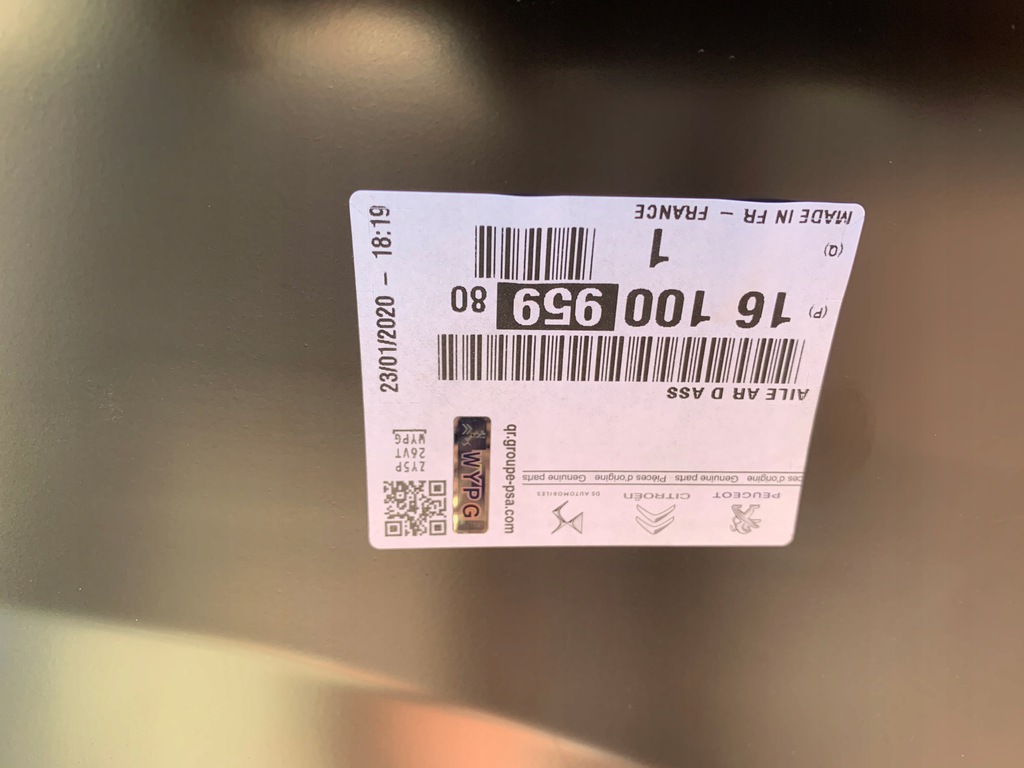 PEUGEOT CITROËN DS AUTOMOBILES
ces d'origine Genuine parts Pièces d'origine Genuine parts
AILE AR D ASS
(P) 16 100 959 80
(Q) 1
MADE IN FR - FRANCE
qr.groupe-psa.com
WYPG
ZY5P
26VT
WYPG
23/01/2020 - 18:19